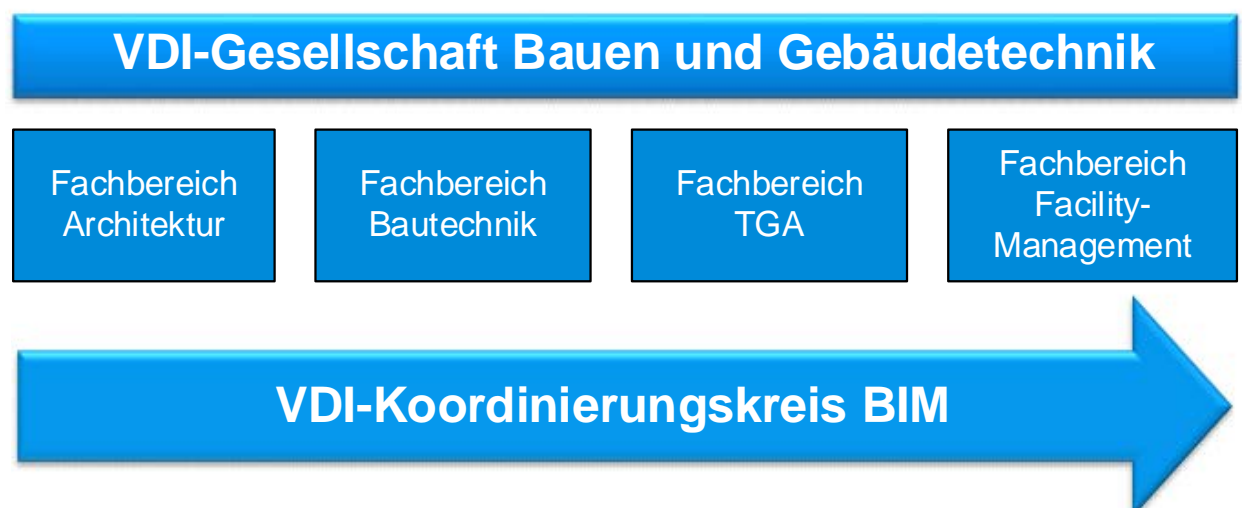 VDI-Gesellschaft Bauen und Gebäudetechnik
Fachbereich
Architektur
Fachbereich
Bautechnik
Fachbereich
TGA
Fachbereich
Facility-
Management
VDI-Koordinierungskreis BIM